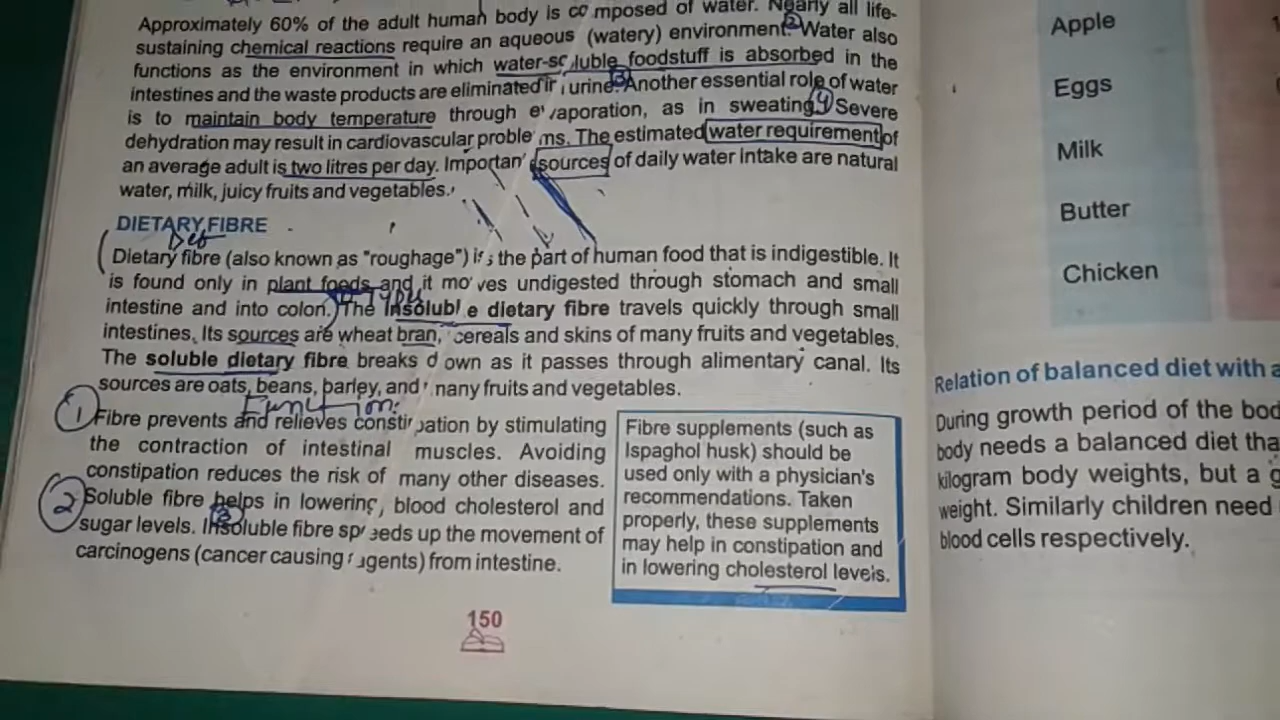 Approximately 60% of the adult human body is composed of water. Nearly all life-
sustaining chemical reactions require an aqueous (watery) environment. Water also
functions as the environment in which water-soluble foodstuff is absorbed in the
intestines and the waste products are eliminated in urine. Another essential role of water
is to maintain body temperature through evaporation, as in sweating. Severe
dehydration may result in cardiovascular problems. The estimated water requirement of
an average adult is two litres per day. Important sources of daily water intake are natural
water, milk, juicy fruits and vegetables.
DIETARY FIBRE
Def
Dietary fibre (also known as "roughage") is the part of human food that is indigestible. It
is found only in plant foods and it moves undigested through stomach and small
Types
intestine and into colon. The insoluble dietary fibre travels quickly through small
intestines. Its sources are wheat bran, cereals and skins of many fruits and vegetables.
The soluble dietary fibre breaks down as it passes through alimentary canal. Its
sources are oats, beans, barley, and many fruits and vegetables.
Function:
1 Fibre prevents and relieves constipation by stimulating
the contraction of intestinal muscles. Avoiding
constipation reduces the risk of many other diseases.
2 Soluble fibre helps in lowering blood cholesterol and
sugar levels. Insoluble fibre speeds up the movement of
carcinogens (cancer causing agents) from intestine.
Fibre supplements (such as
Ispaghol husk) should be
used only with a physician's
recommendations. Taken
properly, these supplements
may help in constipation and
in lowering cholesterol levels.
150
Apple
Eggs
Milk
Butter
Chicken
Relation of balanced diet with a
During growth period of the bod
body needs a balanced diet tha
kilogram body weights, but a g
weight. Similarly children need
blood cells respectively.